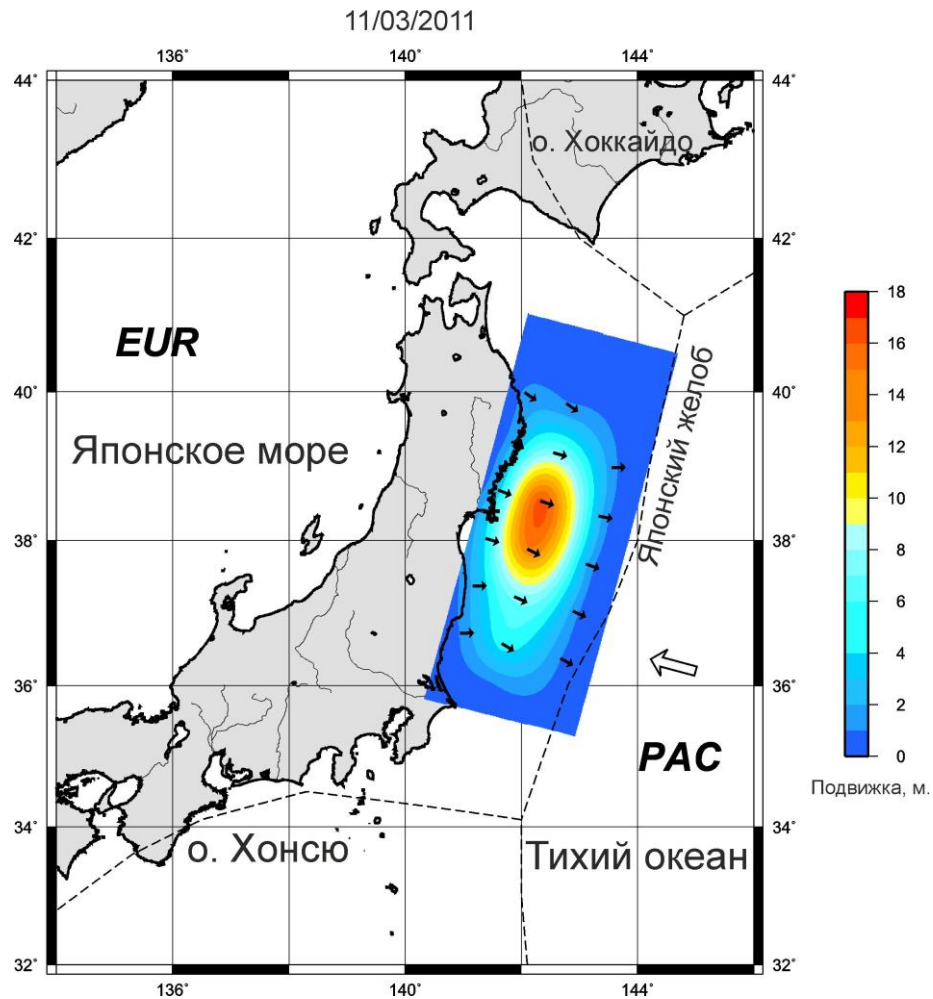 11/03/2011
136˚ 140˚ 144˚
44˚ 44˚
о. Хоккайдо
42˚ 42˚
EUR
40˚ 40˚
Японское море
Японский желоб
38˚ 38˚
36˚ 36˚
PAC
34˚ 34˚
о. Хонсю
Тихий океан
32˚ 32˚
136˚ 140˚ 144˚
18
16
14
12
10
8
6
4
2
0
Подвижка, м.